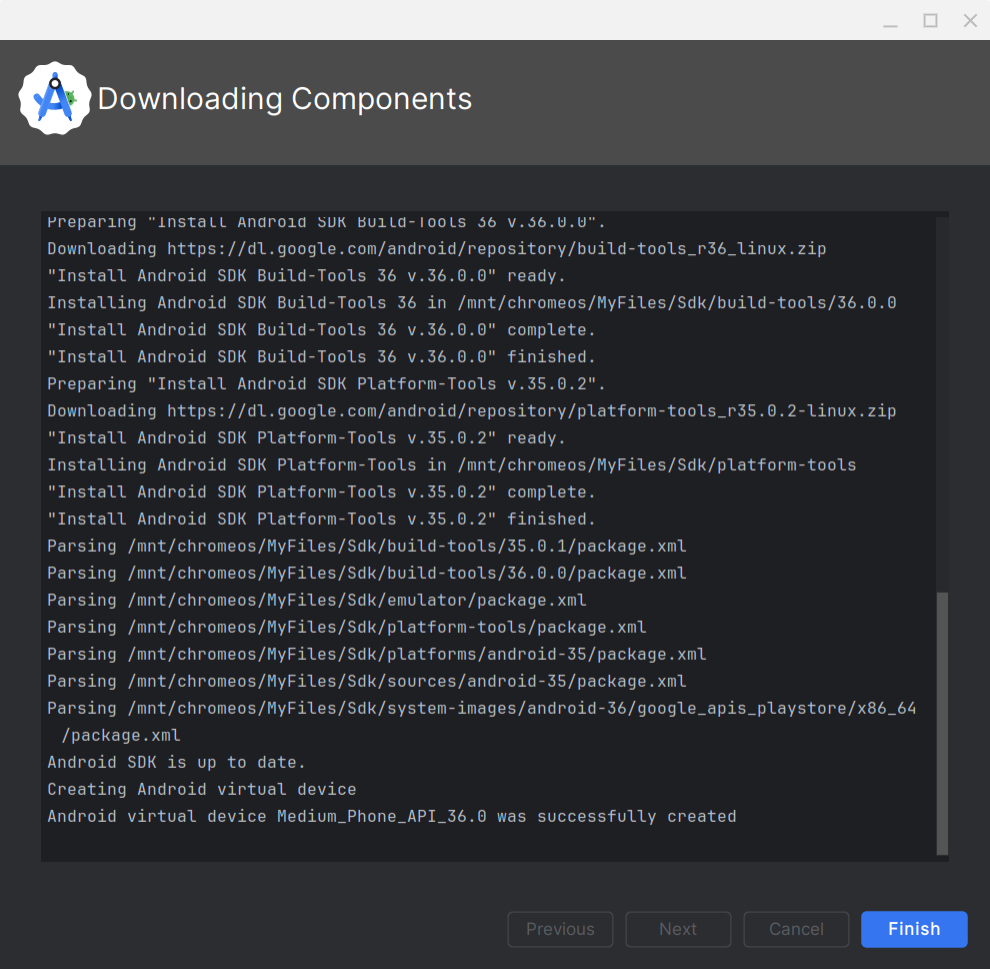 Downloading Components
Preparing "Install Android SDK Build-Tools 36 v.36.0.0".
Downloading https://dl.google.com/android/repository/build-tools_r36_linux.zip
"Install Android SDK Build-Tools 36 v.36.0.0" ready.
Installing Android SDK Build-Tools 36 in /mnt/chromeos/MyFiles/Sdk/build-tools/36.0.0
"Install Android SDK Build-Tools 36 v.36.0.0" complete.
"Install Android SDK Build-Tools 36 v.36.0.0" finished.
Preparing "Install Android SDK Platform-Tools v.35.0.2".
Downloading https://dl.google.com/android/repository/platform-tools_r35.0.2-linux.zip
"Install Android SDK Platform-Tools v.35.0.2" ready.
Installing Android SDK Platform-Tools in /mnt/chromeos/MyFiles/Sdk/platform-tools
"Install Android SDK Platform-Tools v.35.0.2" complete.
"Install Android SDK Platform-Tools v.35.0.2" finished.
Parsing /mnt/chromeos/MyFiles/Sdk/build-tools/35.0.1/package.xml
Parsing /mnt/chromeos/MyFiles/Sdk/build-tools/36.0.0/package.xml
Parsing /mnt/chromeos/MyFiles/Sdk/emulator/package.xml
Parsing /mnt/chromeos/MyFiles/Sdk/platform-tools/package.xml
Parsing /mnt/chromeos/MyFiles/Sdk/platforms/android-35/package.xml
Parsing /mnt/chromeos/MyFiles/Sdk/sources/android-35/package.xml
Parsing /mnt/chromeos/MyFiles/Sdk/system-images/android-36/google_apis_playstore/x86_64
/package.xml
Android SDK is up to date.
Creating Android virtual device
Android virtual device Medium_Phone_API_36.0 was successfully created
Previous Next Cancel Finish